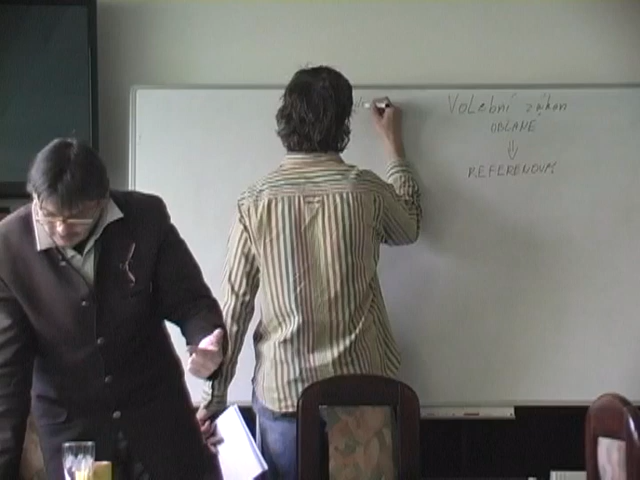 Volební zákon
OBČANÉ
⇓
REFERENDUM